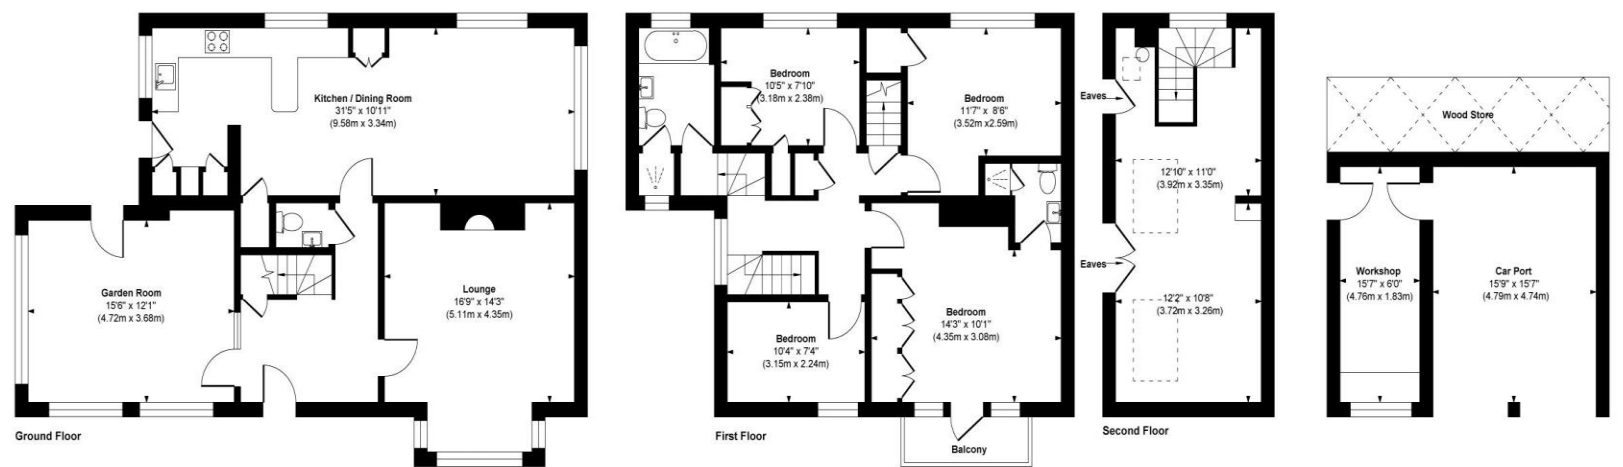 Kitchen / Dining Room
31'5" x 10'11"
(9.58m x 3.34m)
Garden Room
15'6" x 12'1"
(4.72m x 3.68m)
Lounge
16'9" x 14'3"
(5.11m x 4.35m)
Ground Floor
Bedroom
10'5" x 7'10"
(3.18m x 2.38m)
Bedroom
11'7" x 8'6"
(3.52m x2.59m)
Bedroom
10'4" x 7'4"
(3.15m x 2.24m)
Bedroom
14'3" x 10'1"
(4.35m x 3.08m)
Balcony
First Floor
Eaves
12'10" x 11'0"
(3.92m x 3.35m)
Eaves
12'2" x 10'8"
(3.72m x 3.26m)
Second Floor
Wood Store
Workshop
15'7" x 6'0"
(4.76m x 1.83m)
Car Port
15'9" x 15'7"
(4.79m x 4.74m)